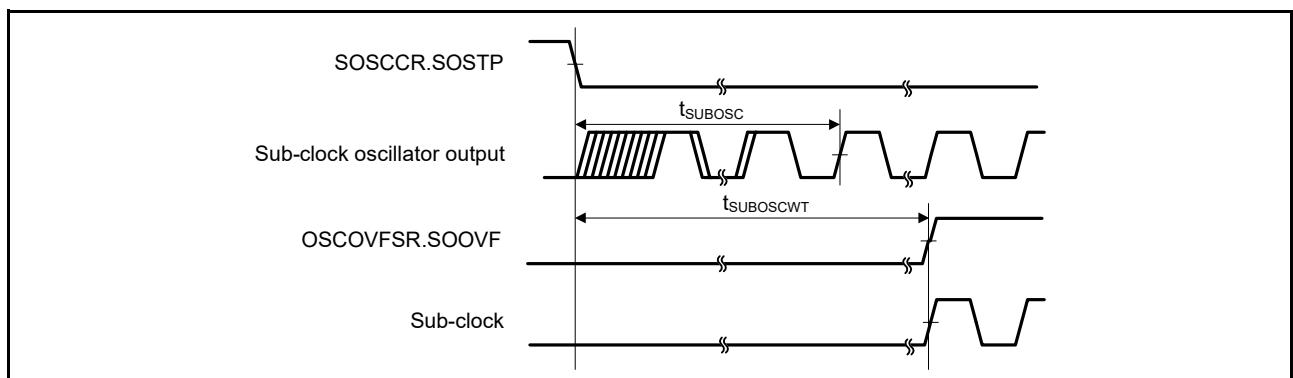 SOSCCR.SOSTP
tSUBOSC
Sub-clock oscillator output
tSUBOSCWT
OSCOVFSR.SOOVF
Sub-clock